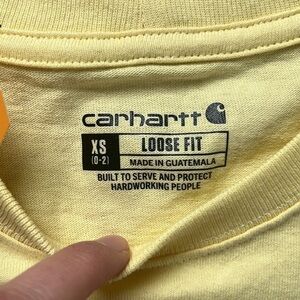 carhartt
XS LOOSE FIT
(0-2) MADE IN GUATEMALA
BUILT TO SERVE AND PROTECT
HARDWORKING PEOPLE